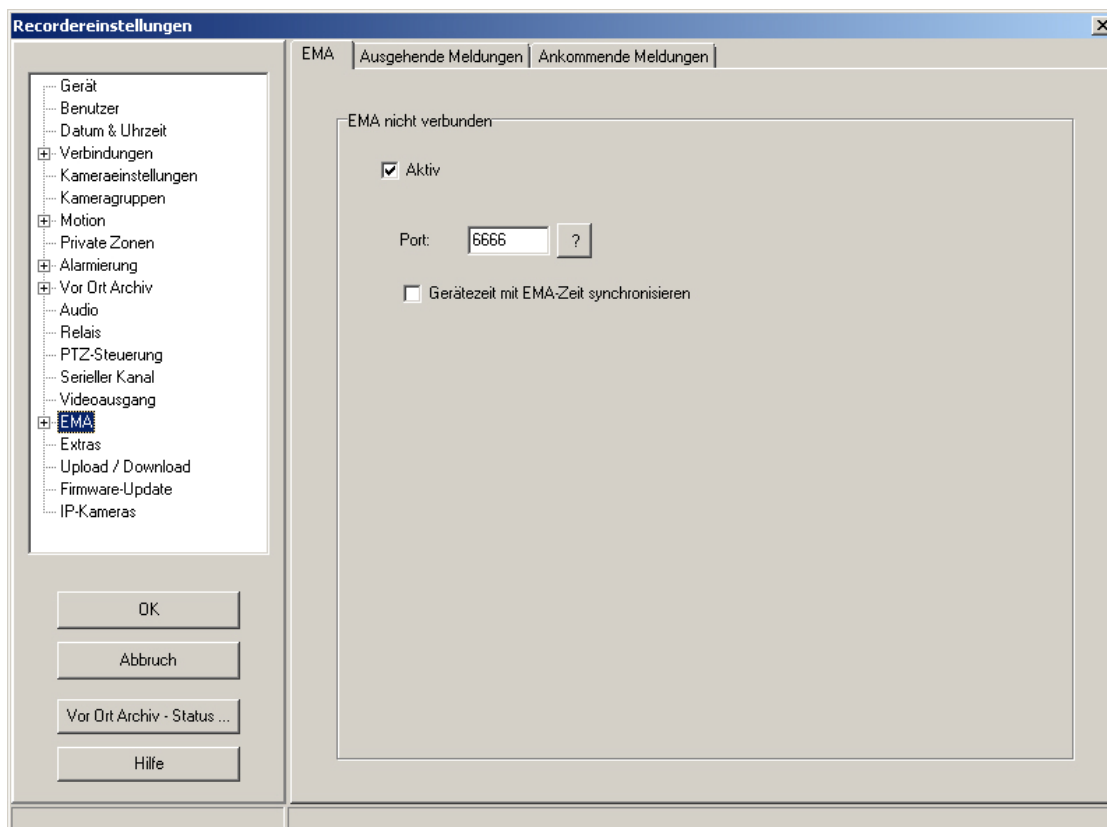 Recordereinstellungen
Gerät
Benutzer
Datum & Uhrzeit
Verbindungen
Kameraeinstellungen
Kameragruppen
Motion
Private Zonen
Alarmierung
Vor Ort Archiv
Audio
Relais
PTZ-Steuerung
Serieller Kanal
Videoausgang
EMA
Extras
Upload / Download
Firmware-Update
IP-Kameras
OK
Abbruch
Vor Ort Archiv - Status ...
Hilfe
EMA
Ausgehende Meldungen
Ankommende Meldungen
EMA nicht verbunden
Aktiv
Port: 6666 ?
Gerätezeit mit EMA-Zeit synchronisieren